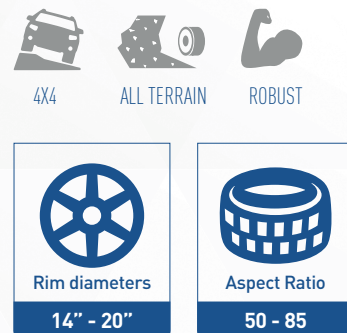 4X4 ALL TERRAIN ROBUST
Rim diameters Aspect Ratio
14” - 20” 50 - 85